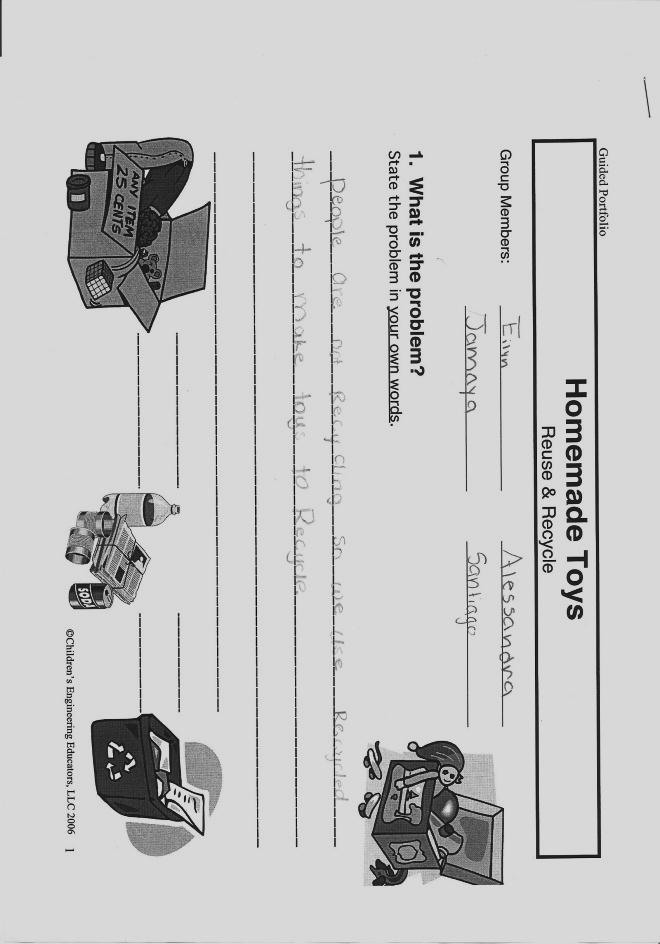 Guided Portfolio
Homemade Toys
Reuse & Recycle
Group Members:
Eilyn
Alessandra
Jamaya
Santiago
1. What is the problem?
State the problem in your own words.
people are not Recycling so we use Recycled
things to make toys to Recycle.
ANY ITEM
25 CENTS
SODA
©Children's Engineering Educators, LLC 2006 1